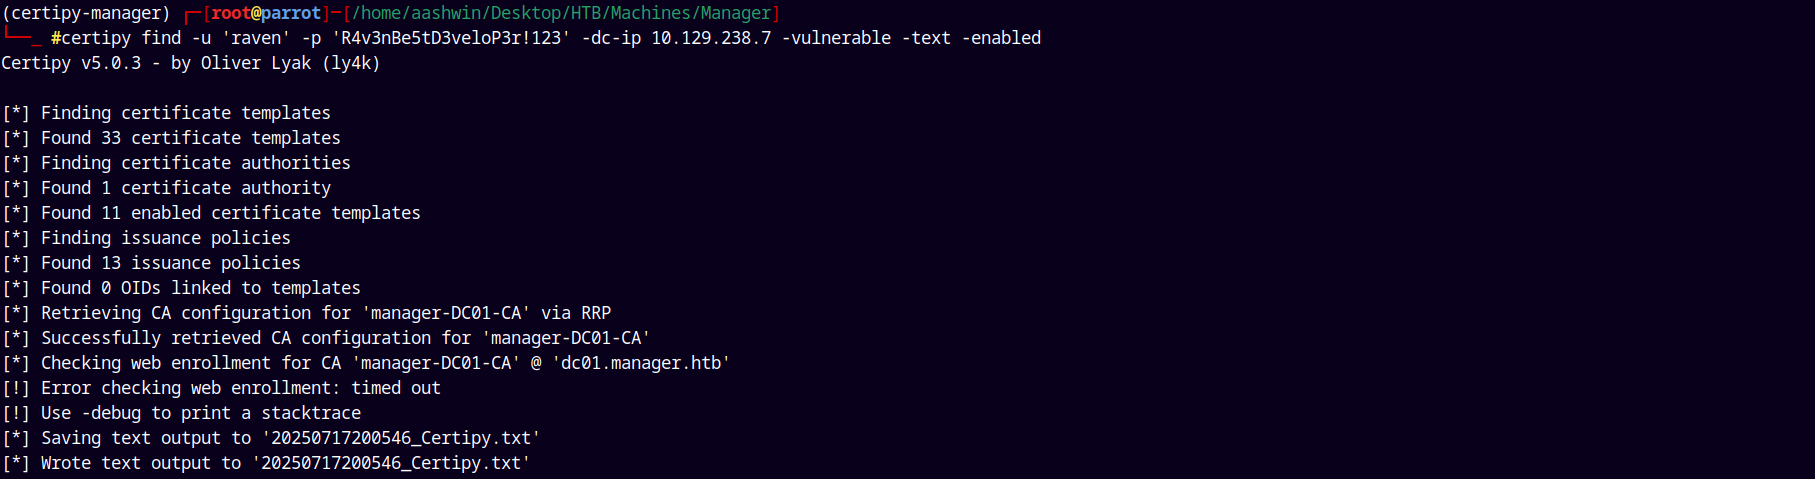 (certipy-manager) ┌─[root@parrot]─[/home/aashwin/Desktop/HTB/Machines/Manager]
└──_ #certipy find -u 'raven' -p 'R4v3nBe5tD3veloP3r!123' -dc-ip 10.129.238.7 -vulnerable -text -enabled
Certipy v5.0.3 - by Oliver Lyak (ly4k)

[*] Finding certificate templates
[*] Found 33 certificate templates
[*] Finding certificate authorities
[*] Found 1 certificate authority
[*] Found 11 enabled certificate templates
[*] Finding issuance policies
[*] Found 13 issuance policies
[*] Found 0 OIDs linked to templates
[*] Retrieving CA configuration for 'manager-DC01-CA' via RRP
[*] Successfully retrieved CA configuration for 'manager-DC01-CA'
[*] Checking web enrollment for CA 'manager-DC01-CA' @ 'dc01.manager.htb'
[!] Error checking web enrollment: timed out
[!] Use -debug to print a stacktrace
[*] Saving text output to '20250717200546_Certipy.txt'
[*] Wrote text output to '20250717200546_Certipy.txt'